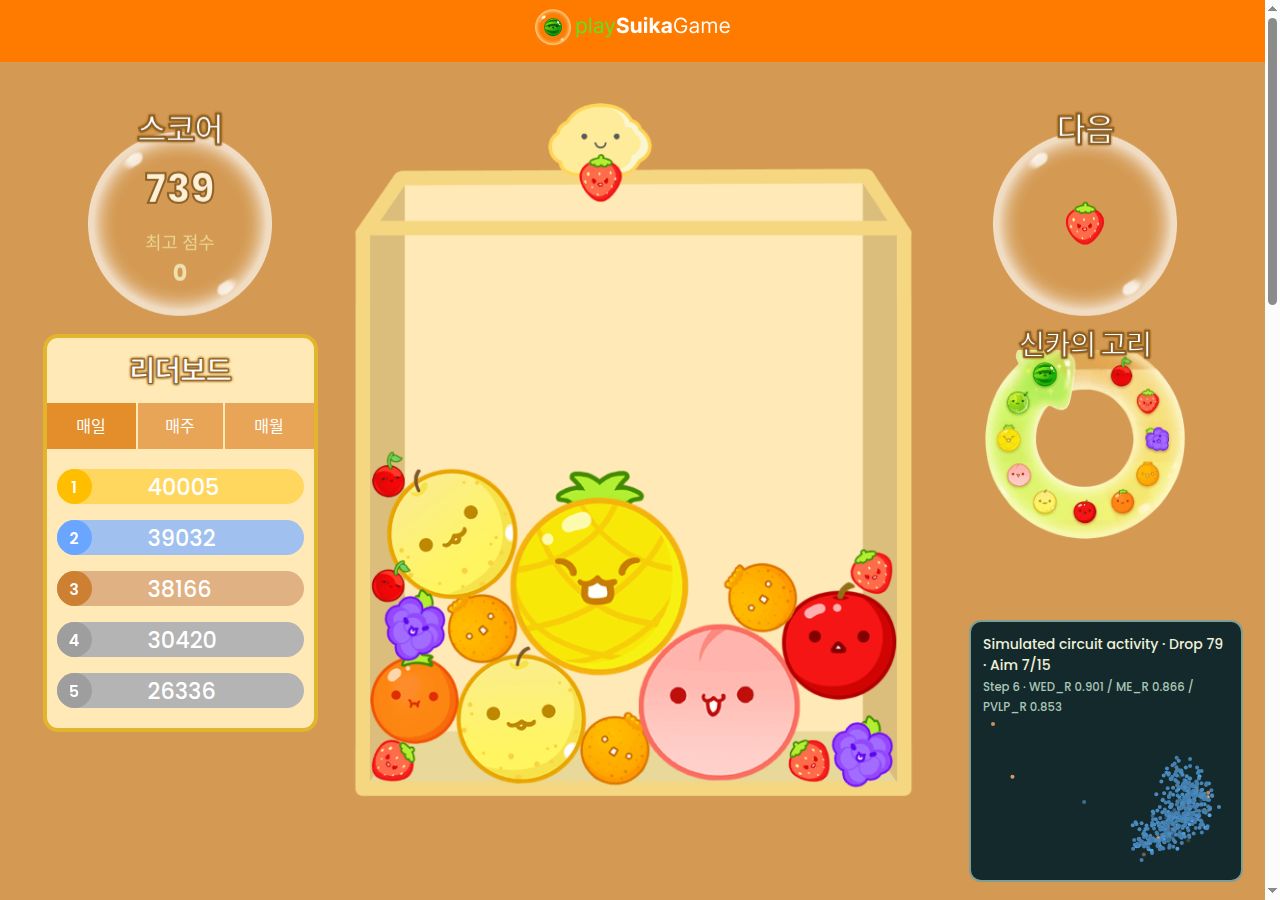 playSuikaGame
스코어
739
최고 점수
0
리더보드
매일 매주 매월
1 40005
2 39032
3 38166
4 30420
5 26336
다음
신카의 고리
Simulated circuit activity · Drop 79
· Aim 7/15
Step 6 · WED_R 0.901 / ME_R 0.866 /
PVLP_R 0.853